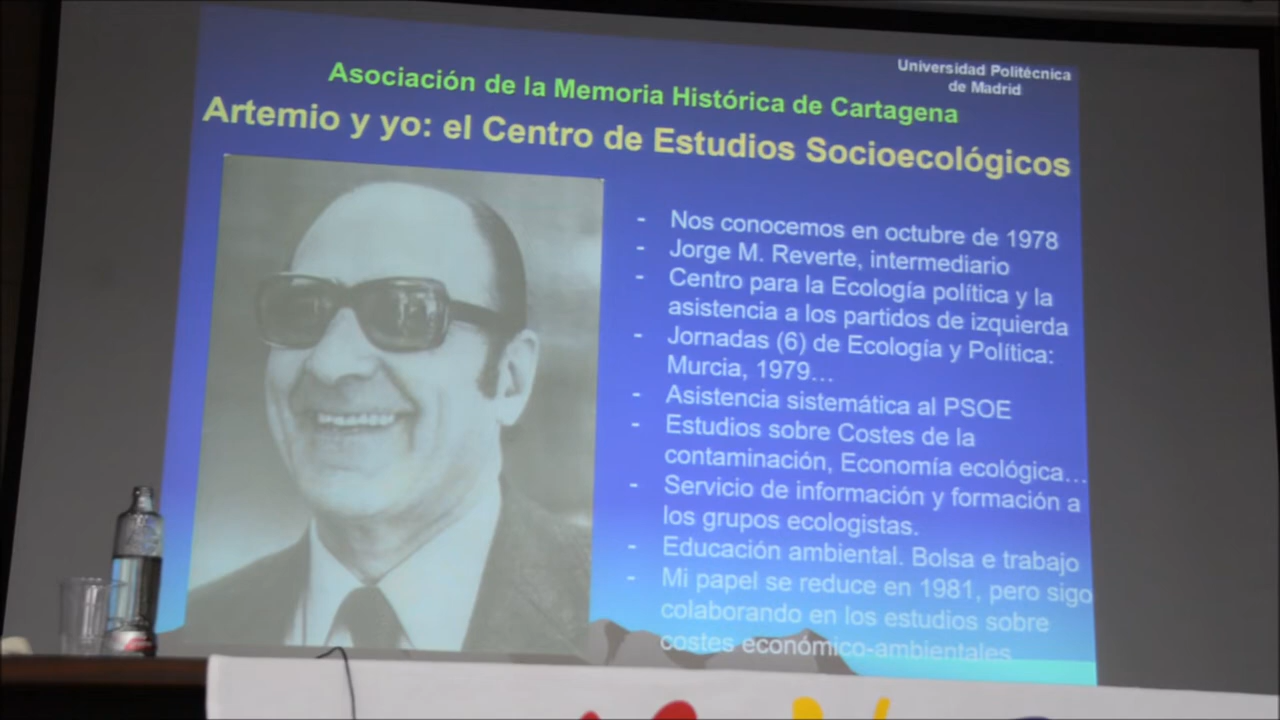 Universidad Politécnica
de Madrid
Asociación de la Memoria Histórica de Cartagena
Artemio y yo: el Centro de Estudios Socioecológicos
- Nos conocemos en octubre de 1978
- Jorge M. Reverte, intermediario
- Centro para la Ecología política y la
asistencia a los partidos de izquierda
- Jornadas (6) de Ecología y Política:
Murcia, 1979...
- Asistencia sistemática al PSOE
- Estudios sobre Costes de la
contaminación, Economía ecológica...
- Servicio de información y formación a
los grupos ecologistas.
- Educación ambiental. Bolsa e trabajo
- Mi papel se reduce en 1981, pero sigo
colaborando en los estudios sobre
costes económico-ambientales